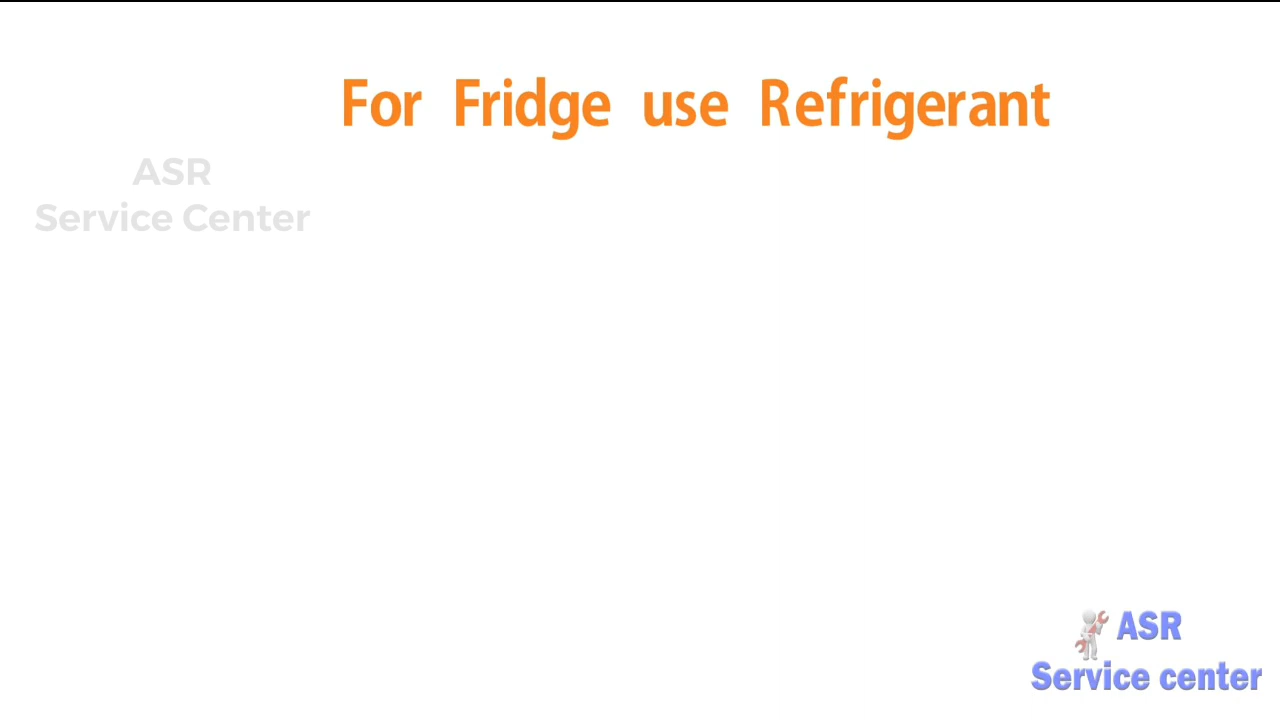 For Fridge use Refrigerant
ASR
Service Center
ASR
Service center